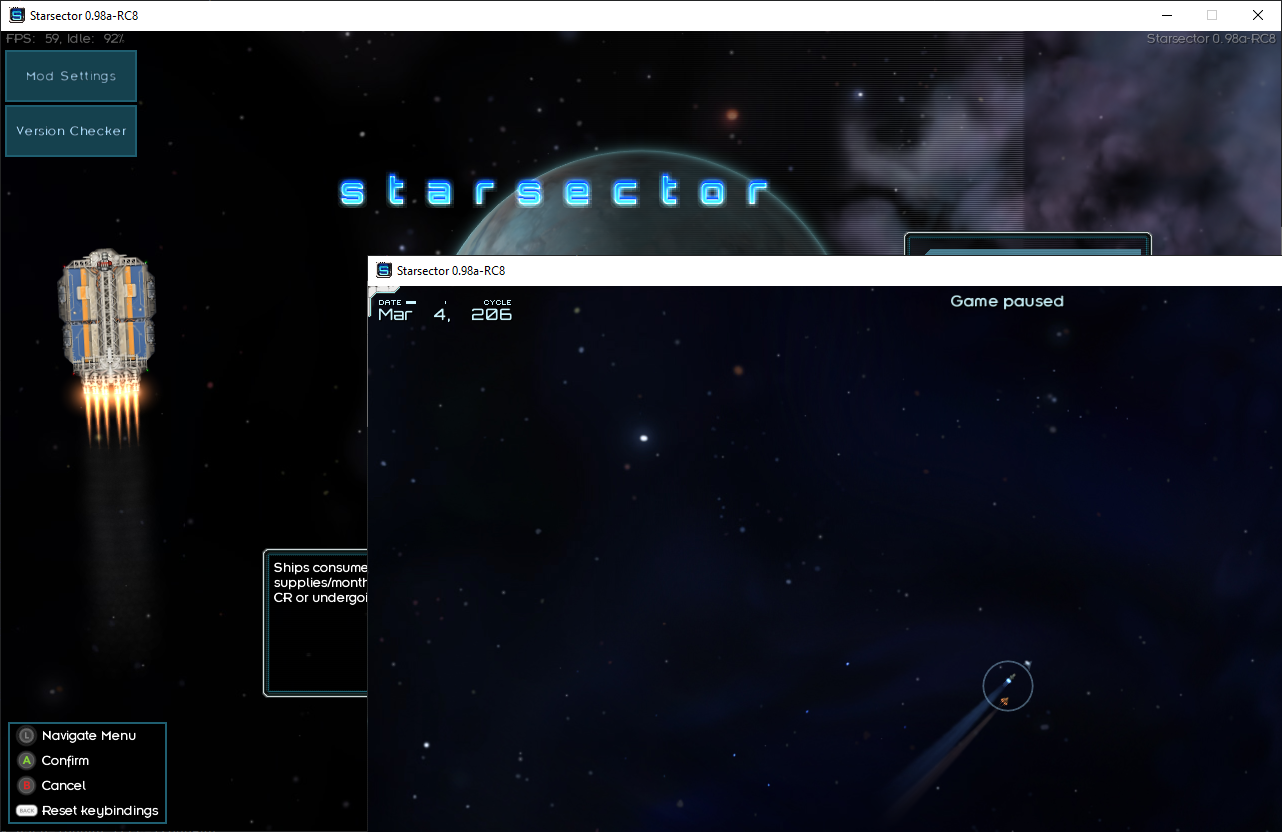 Starsector 0.98a-RC8
FPS: 59, Idle: 92%
Starsector 0.98a-RC8
Mod Settings
Version Checker
starsector
Starsector 0.98a-RC8
DATE
CYCLE
Mar 4, 206
Game paused
Ships consume
supplies/month
CR or undergoi
L Navigate Menu
A Confirm
B Cancel
BACK Reset keybindings